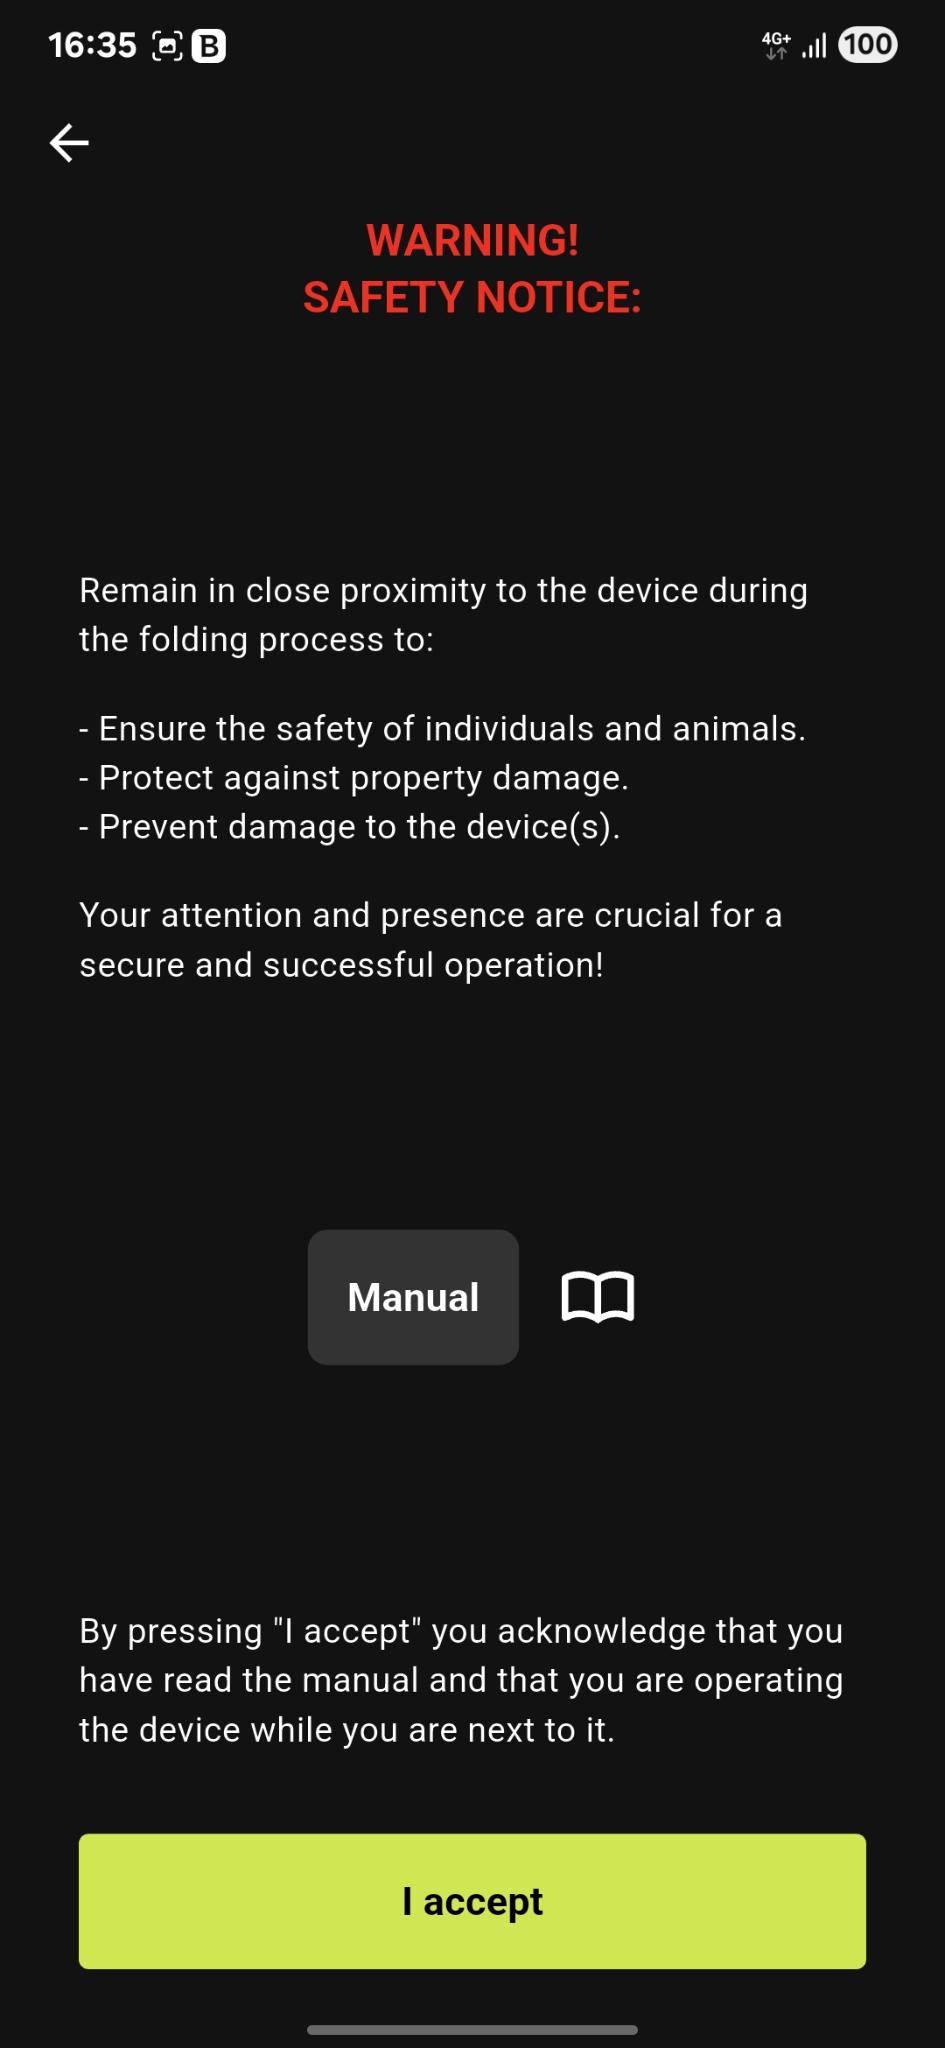 16:35 B 4G+ 100
WARNING!
SAFETY NOTICE:
Remain in close proximity to the device during
the folding process to:
- Ensure the safety of individuals and animals.
- Protect against property damage.
- Prevent damage to the device(s).
Your attention and presence are crucial for a
secure and successful operation!
Manual
By pressing "I accept" you acknowledge that you
have read the manual and that you are operating
the device while you are next to it.
I accept